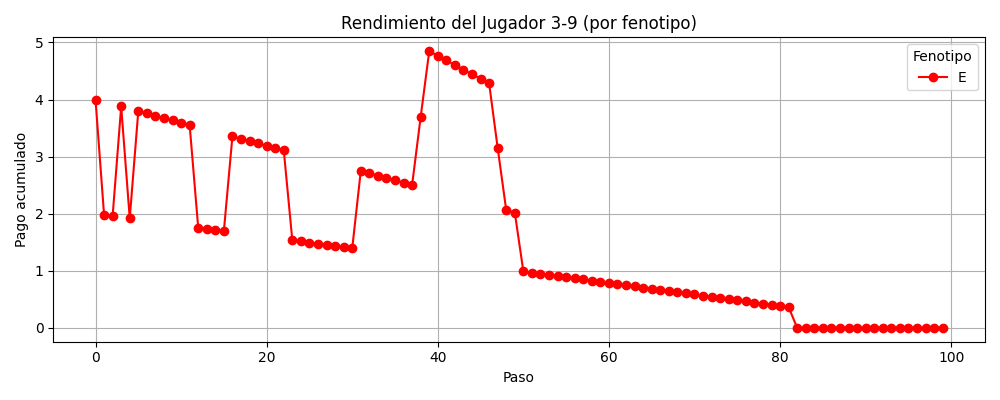 Rendimiento del Jugador 3-9 (por fenotipo)
Pago acumulado
5
4
3
2
1
0
Fenotipo
E
0
20
40
60
80
100
Paso